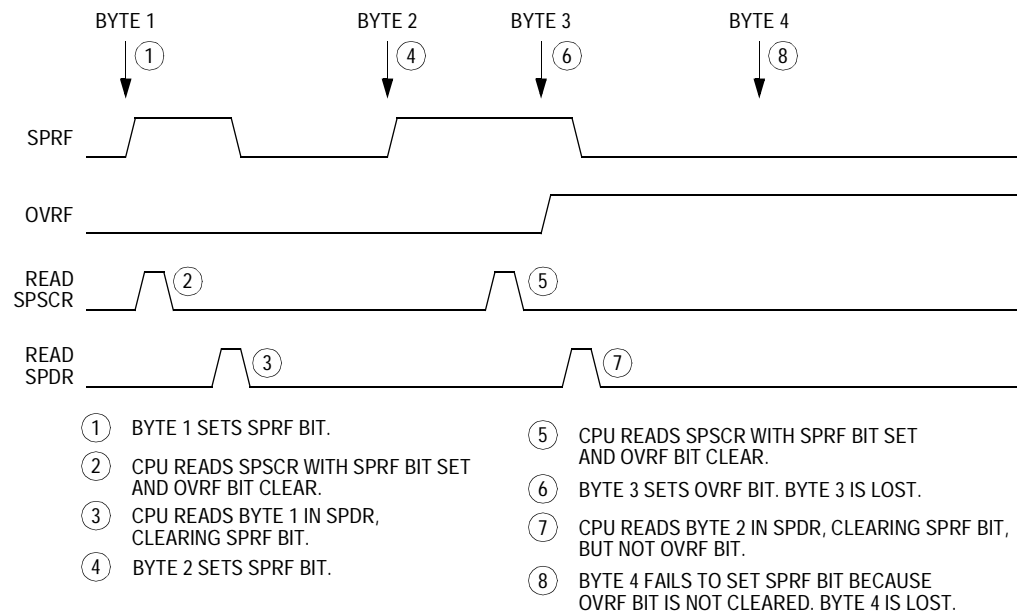 BYTE 1 BYTE 2 BYTE 3 BYTE 4
1 4 6 8
SPRF
OVRF
READ
SPSCR
2 5
READ
SPDR
3 7
1 BYTE 1 SETS SPRF BIT.
2 CPU READS SPSCR WITH SPRF BIT SET
AND OVRF BIT CLEAR.
3 CPU READS BYTE 1 IN SPDR,
CLEARING SPRF BIT.
4 BYTE 2 SETS SPRF BIT.
5 CPU READS SPSCR WITH SPRF BIT SET
AND OVRF BIT CLEAR.
6 BYTE 3 SETS OVRF BIT. BYTE 3 IS LOST.
7 CPU READS BYTE 2 IN SPDR, CLEARING SPRF BIT,
BUT NOT OVRF BIT.
8 BYTE 4 FAILS TO SET SPRF BIT BECAUSE
OVRF BIT IS NOT CLEARED. BYTE 4 IS LOST.